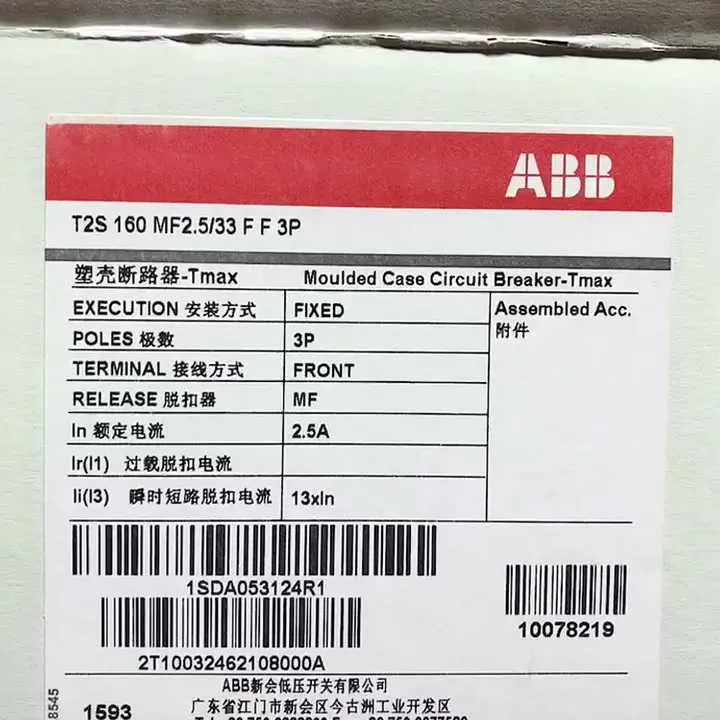 ABB
T2S 160 MF2.5/33 F F 3P
塑壳断路器-Tmax Moulded Case Circuit Breaker-Tmax
EXECUTION 安装方式 FIXED Assembled Acc.
附件
POLES 极数 3P
TERMINAL 接线方式 FRONT
RELEASE 脱扣器 MF
In 额定电流 2.5A
Ir(I1) 过载脱扣电流
Ii(I3) 瞬时短路脱扣电流 13xIn
1SDA053124R1
10078219
2T10032462108000A
ABB新会低压开关有限公司
1593 广东省江门市新会区今古洲工业开发区
8545